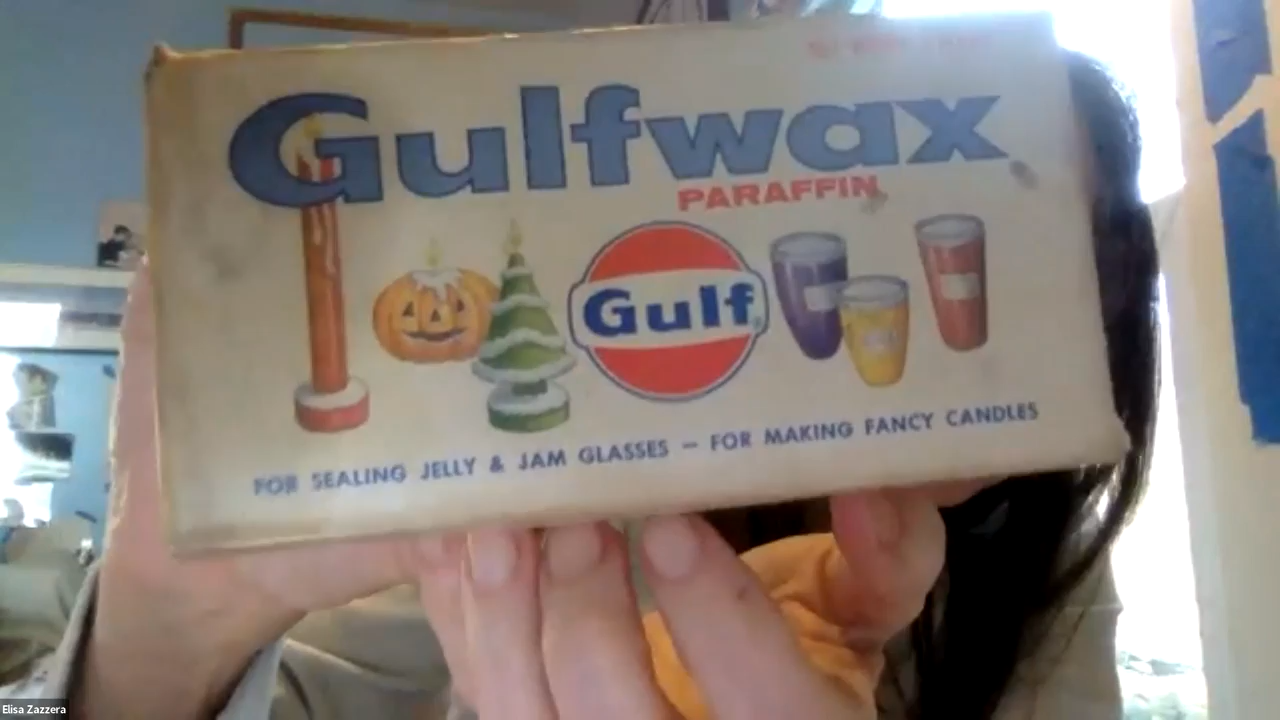 Gulfwax
PARAFFIN
Gulf
FOR SEALING JELLY & JAM GLASSES – FOR MAKING FANCY CANDLES
Elisa Zazzera